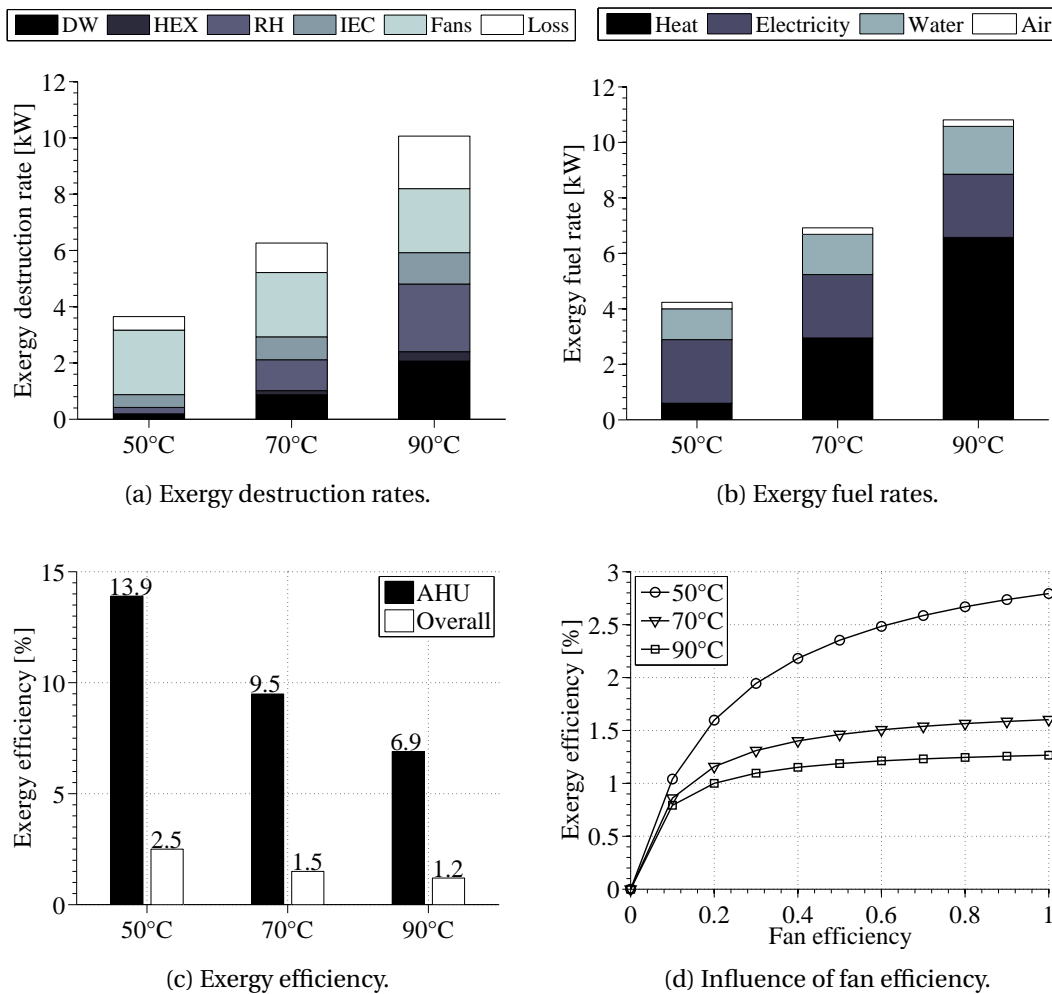 DW HEX RH IEC Fans Loss
Heat Electricity Water Air
Exergy destruction rate [kW]
12
10
8
6
4
2
0
50°C 70°C 90°C
(a) Exergy destruction rates.
Exergy fuel rate [kW]
12
10
8
6
4
2
0
50°C 70°C 90°C
(b) Exergy fuel rates.
Exergy efficiency [%]
15
10
5
0
AHU
Overall
13.9
2.5
9.5
1.5
6.9
1.2
50°C 70°C 90°C
(c) Exergy efficiency.
Exergy efficiency [%]
3
2.5
2
1.5
1
0.5
0
50°C
70°C
90°C
0 0.2 0.4 0.6 0.8 1
Fan efficiency
(d) Influence of fan efficiency.